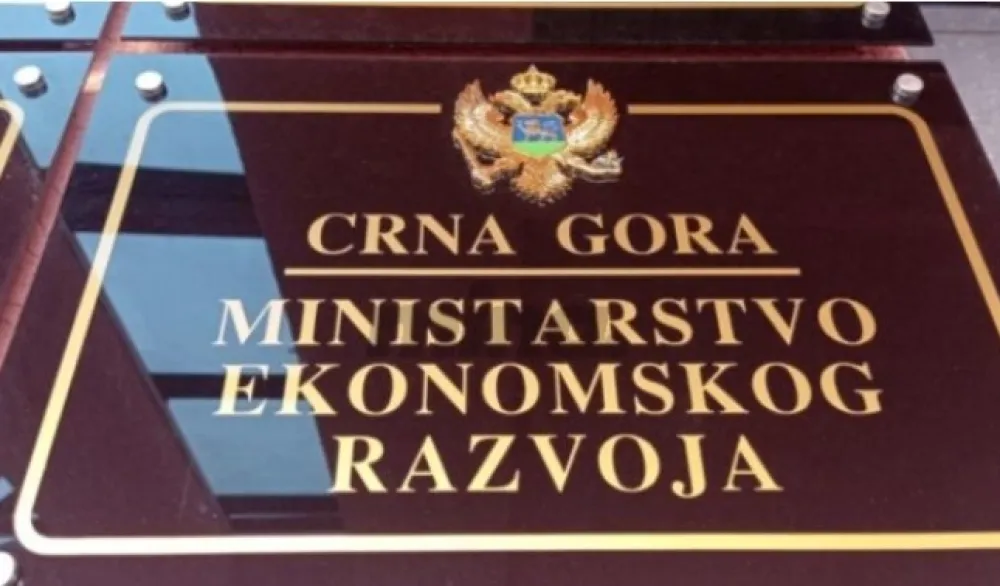 CRNA GORA
MINISTARSTVO
EKONOMSKOG
RAZVOJA